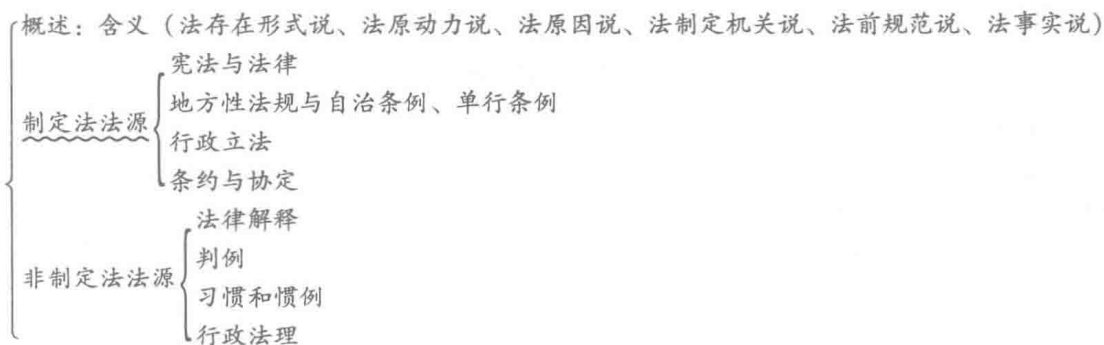 概述：含义（法存在形式说、法原动力说、法原因说、法制定机关说、法前规范说、法事实说）
制定法法源
宪法与法律
地方性法规与自治条例、单行条例
行政立法
条约与协定
非制定法法源
法律解释
判例
习惯和惯例
行政法理